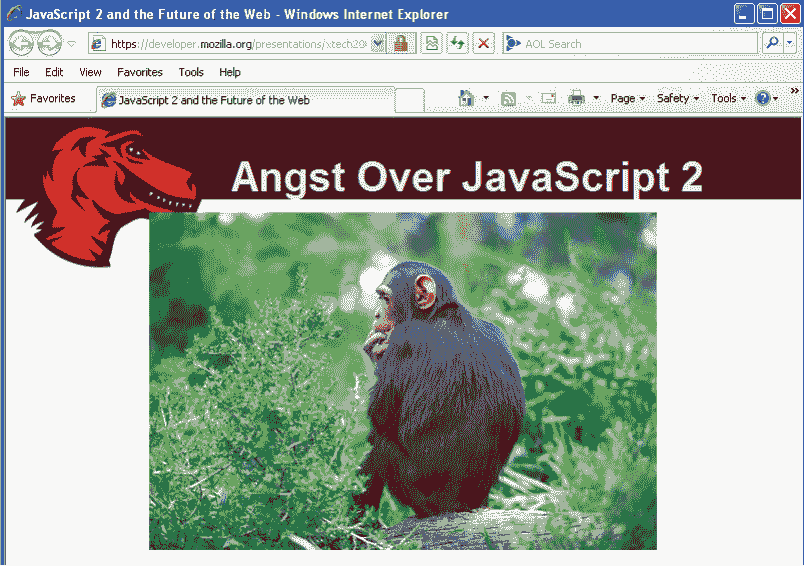 JavaScript 2 and the Future of the Web - Windows Internet Explorer
https://developer.mozilla.org/presentations/xtech20
AOL Search
File Edit View Favorites Tools Help
Favorites JavaScript 2 and the Future of the Web Page Safety Tools
Angst Over JavaScript 2